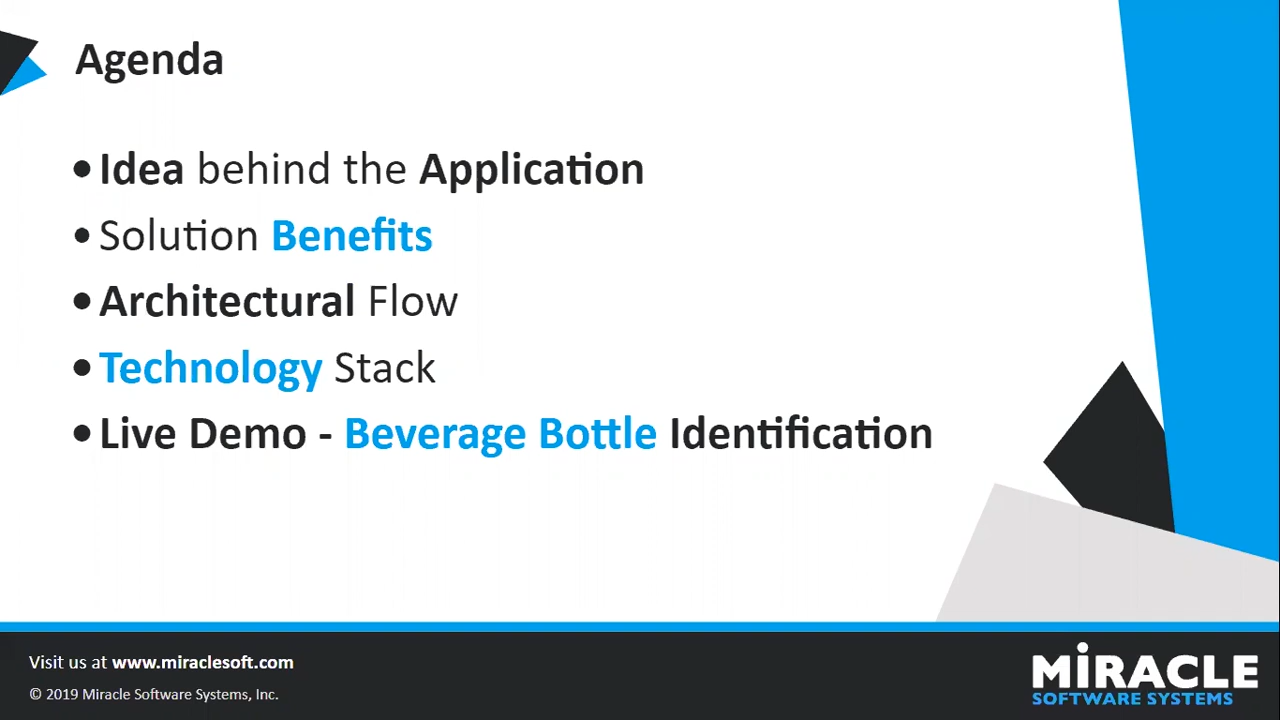 Agenda
•Idea behind the Application
•Solution Benefits
•Architectural Flow
•Technology Stack
•Live Demo - Beverage Bottle Identification
Visit us at www.miraclesoft.com
© 2019 Miracle Software Systems, Inc.
MiRACLE
SOFTWARE SYSTEMS